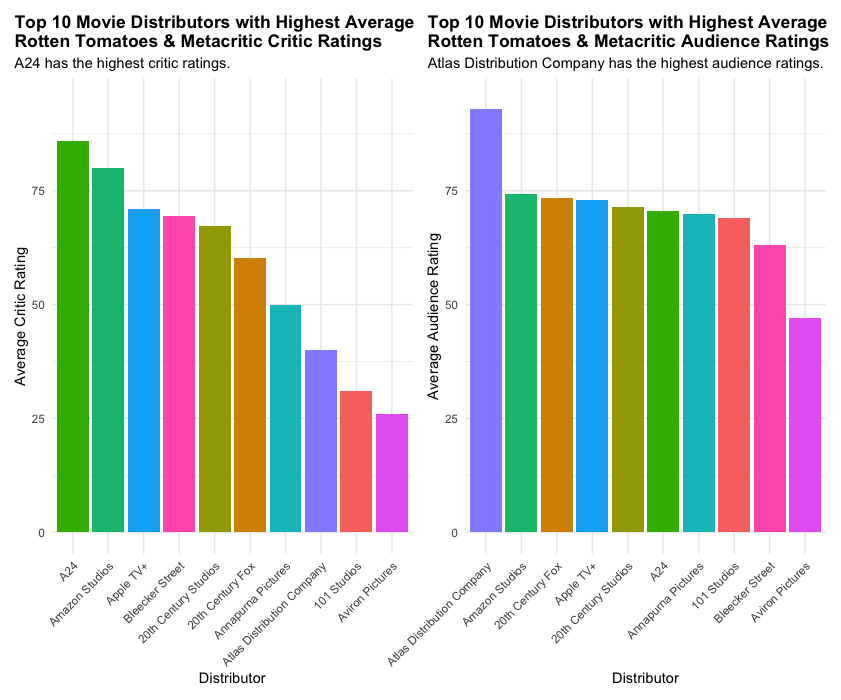 Top 10 Movie Distributors with Highest Average
Rotten Tomatoes & Metacritic Critic Ratings
A24 has the highest critic ratings.
Average Critic Rating
75
50
25
0
A24
Amazon Studios
Apple TV+
Bleecker Street
20th Century Studios
20th Century Fox
Annapurna Pictures
Atlas Distribution Company
101 Studios
Aviron Pictures
Distributor
Top 10 Movie Distributors with Highest Average
Rotten Tomatoes & Metacritic Audience Ratings
Atlas Distribution Company has the highest audience ratings.
Average Audience Rating
75
50
25
0
Atlas Distribution Company
Amazon Studios
20th Century Fox
Apple TV+
20th Century Studios
A24
Annapurna Pictures
101 Studios
Bleecker Street
Aviron Pictures
Distributor